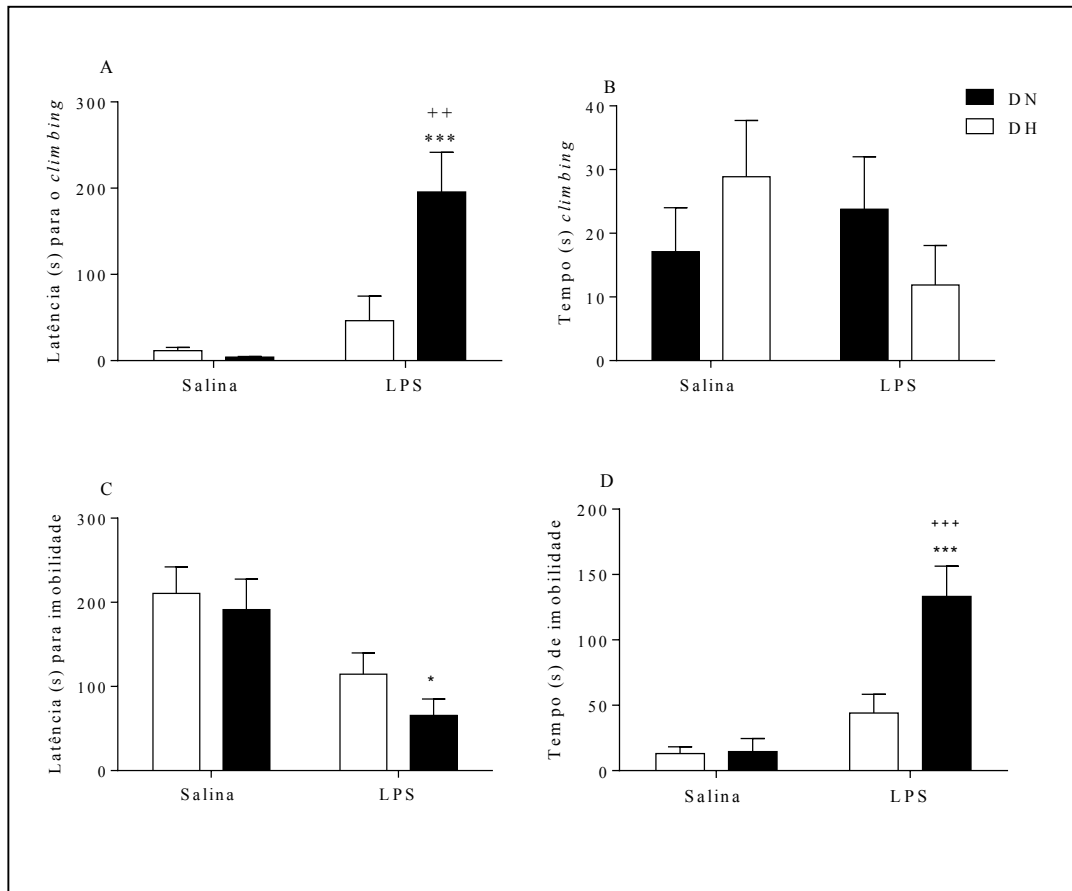 A
Latência (s) para o climbing
300
200
100
0
++
***
Salina
LPS
B
Tempo (s) climbing
40
30
20
10
0
Salina
LPS
DN
DH
C
Latência (s) para imobilidade
300
200
100
0
*
Salina
LPS
D
Tempo (s) de imobilidade
200
150
100
50
0
+++
***
Salina
LPS